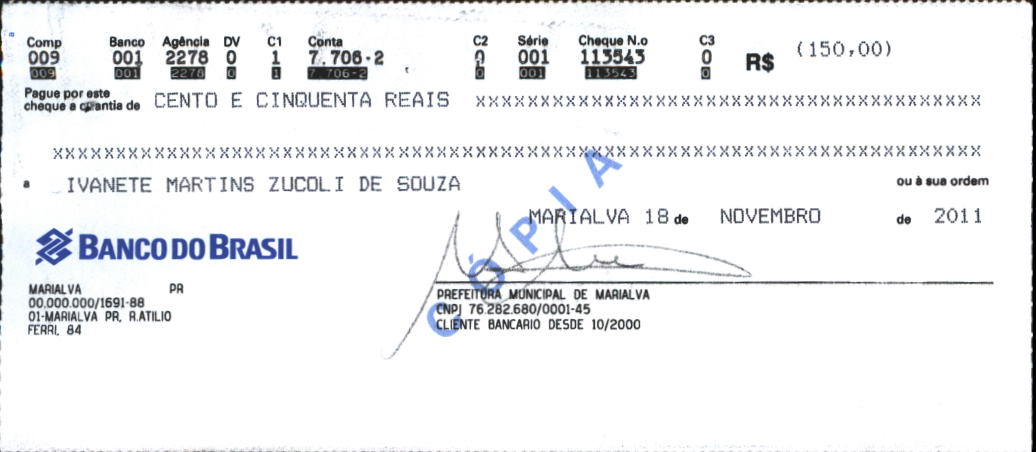 Comp Banco Agência DV C1 Conta C2 Série Cheque N.o C3
009 001 2278 0 1 7.706-2 0 001 113543 0 R$ (150,00)
009 001 2278 0 1 7.706-2 0 001 113543 0
Pague por este
cheque a quantia de CENTO E CINQUENTA REAIS XXXXXXXXXXXXXXXXXXXXXXXXXXXXXXXXXXXXXXXX
XXXXXXXXXXXXXXXXXXXXXXXXXXXXXXXXXXXXXXXXXXXXXXXXXXXXXXXXXXXXXXXXXXXXXXXXX
a IVANETE MARTINS ZUCOLI DE SOUZA ou à sua ordem
MARIALVA 18 de NOVEMBRO de 2011
BANCO DO BRASIL
CÓPIA
MARIALVA PR
00.000.000/1691-88
01-MARIALVA PR, R.ATILIO
FERRI, 84
PREFEITURA MUNICIPAL DE MARIALVA
CNPJ 76.282.680/0001-45
CLIENTE BANCARIO DESDE 10/2000